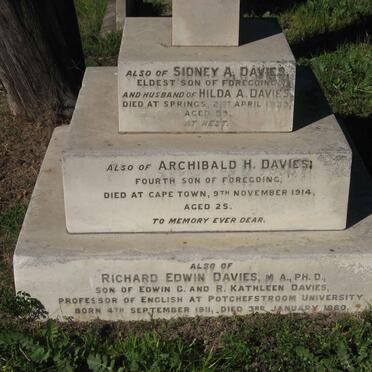 ALSO OF SIDNEY A. DAVIES,
ELDEST SON OF FOREGOING,
AND HUSBAND OF HILDA A. DAVIES
DIED AT SPRINGS, APRIL
AGED
AT REST.
ALSO OF ARCHIBALD H. DAVIES,
FOURTH SON OF FOREGOING,
DIED AT CAPE TOWN, 9TH NOVEMBER 1914,
AGED 25.
TO MEMORY EVER DEAR.
ALSO OF
RICHARD EDWIN DAVIES, M.A., PH.D.,
SON OF EDWIN G. AND R. KATHLEEN DAVIES,
PROFESSOR OF ENGLISH AT POTCHEFSTROOM UNIVERSITY
BORN 4TH SEPTEMBER 1911, DIED 3RD JANUARY 1960.